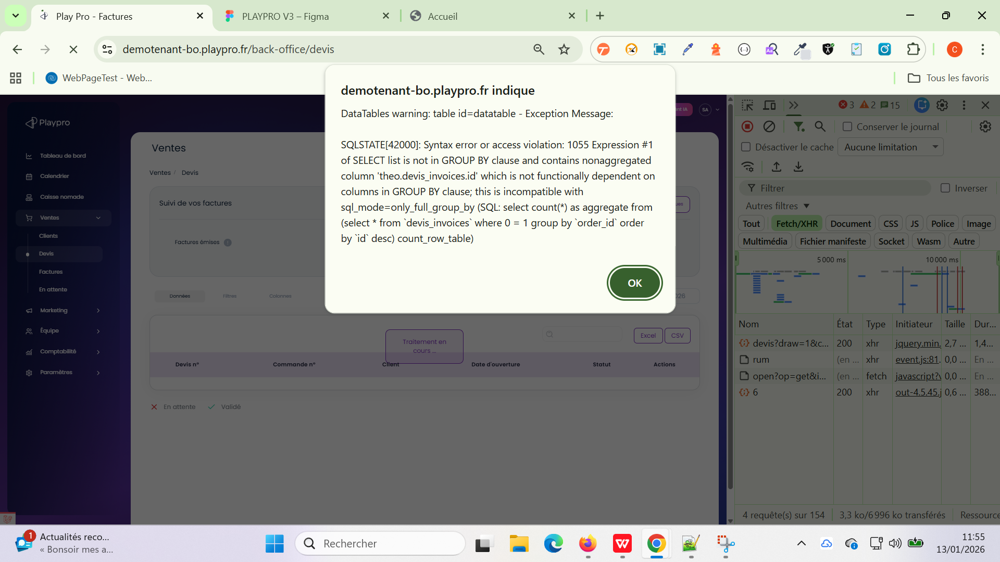 Play Pro - Factures
PLAYPRO V3 – Figma
Accueil
demotenant-bo.playpro.fr/back-office/devis
C
WebPageTest - Web...
Tous les favoris
demotenant-bo.playpro.fr indique
DataTables warning: table id=datatable - Exception Message:
SQLSTATE[42000]: Syntax error or access violation: 1055 Expression #1
of SELECT list is not in GROUP BY clause and contains nonaggregated
column 'theo.devis_invoices.id' which is not functionally dependent on
columns in GROUP BY clause; this is incompatible with
sql_mode=only_full_group_by (SQL: select count(*) as aggregate from
(select * from `devis_invoices` where 0 = 1 group by `order_id` order
by `id` desc) count_row_table)
OK
Playpro
Tableau de bord
Calendrier
Caisse nomade
Ventes
Clients
Devis
Factures
En attente
Marketing
Équipe
Comptabilité
Paramètres
nt IA
SA
Ventes
Ventes / Devis
Suivi de vos factures
ues
Factures émises
Données
Filtres
Colonnes
026
Traitement en
cours ...
Excel
CSV
Devis n°
Commande n°
Client
Date d'ouverture
Statut
Actions
En attente
Validé
3
2
15
Conserver le journal
Désactiver le cache
Aucune limitation
Filtrer
Inverser
Autres filtres
Tout
Fetch/XHR
Document
CSS
JS
Police
Image
Multimédia
Fichier manifeste
Socket
Wasm
Autre
5 000 ms
10 000 ms
Nom
État
Type
Initiateur
Taille
Dur...
devis?draw=1&c...
200
xhr
jquery.min.
2,7 ...
1,4...
rum
(en ...
xhr
event.js:81
0,0 ...
En ...
open?op=get&i...
(en ...
fetch
javascript?v
0,0 ...
En ...
6
200
xhr
out-4.5.45.j
0,6 ...
388...
4 requête(s) sur 154
3,3 ko/6 996 ko transférés
Ressource
1
Actualités reco...
« Bonsoir mes a...
Rechercher
11:55
13/01/2026